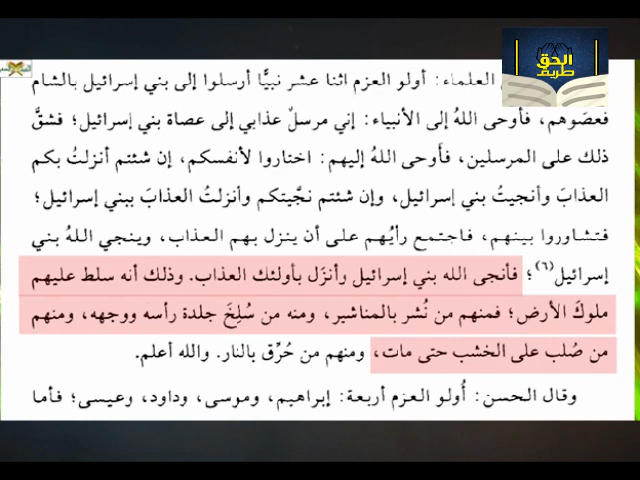 الحق
طريق
العلماء: أولو العزم اثنا عشر نبيًّا أرسلوا إلى بني إسرائيل بالشام
فعصَوهم، فأوحى اللهُ إلى الأنبياء: إني مرسلٌ عذابي إلى عصاة بني إسرائيل؛ فشقَّ
ذلك على المرسلين، فأَوحى اللهُ إليهم: اختاروا لأنفسكم، إن شئتم أنزلتُ بكم
العذابَ وأنجيتُ بني إسرائيل، وإن شئتم نجَّيتكم وأنزلتُ العذابَ ببني إسرائيل؛
فتشاوروا بينهم، فاجتمع رأيُهم على أن ينزل بهم العذاب، وينجي اللهُ بني
إسرائيل(٦)؛ فأنجى الله بني إسرائيل وأنزَل بأولئك العذاب. وذلك أنه سلط عليهم
ملوكَ الأرض؛ فمنهم من نُشر بالمناشير، ومنه من سُلِخَ جلدة رأسه ووجهه، ومنهم
من صُلب على الخشب حتى مات، ومنهم من حُرِّق بالنار. والله أعلم.
وقال الحسن: أُولو العزم أربعة: إبراهيم، وموسى، وداود، وعيسى؛ فأما